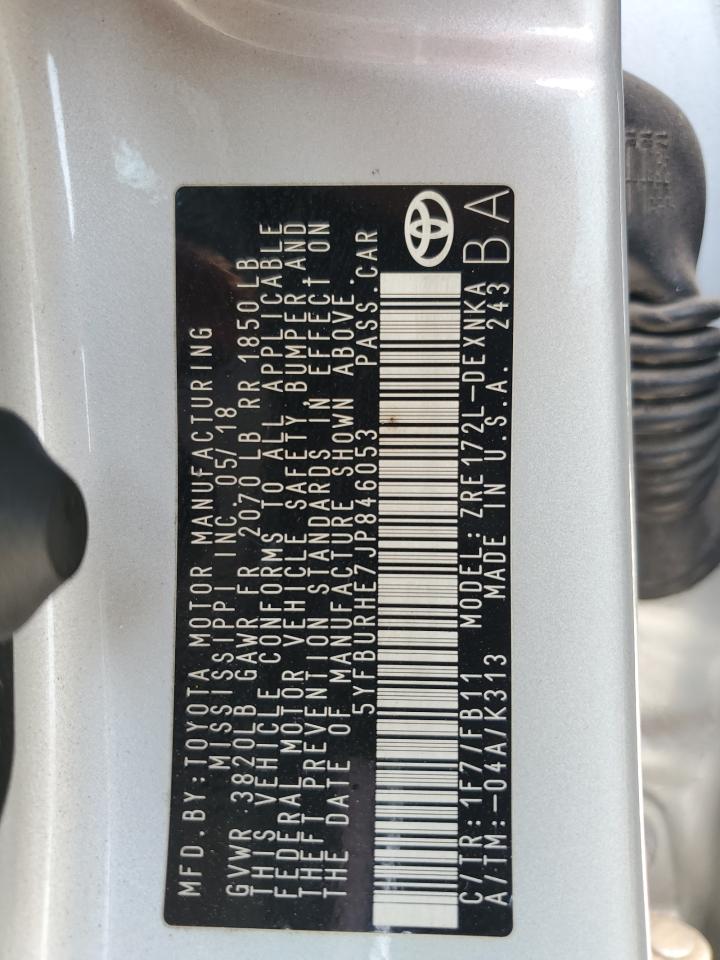 MFD.BY:TOYOTA MOTOR MANUFACTURING
MISSISSIPPI INC. 05/18
GVWR :3820LB GAWR FR 2070 LB RR 1850 LB
THIS VEHICLE CONFORMS TO ALL APPLICABLE
FEDERAL MOTOR VEHICLE SAFETY,BUMPER,AND
THEFT PREVENTION STANDARDS IN EFFECT ON
THE DATE OF MANUFACTURE SHOWN ABOVE.
5YFBURHE7JP846053 PASS.CAR
C/TR:1F7/FB11 MODEL: ZRE172L-DEXNKA
A/TM:-04A/K313 MADE IN U.S.A. 243
BA